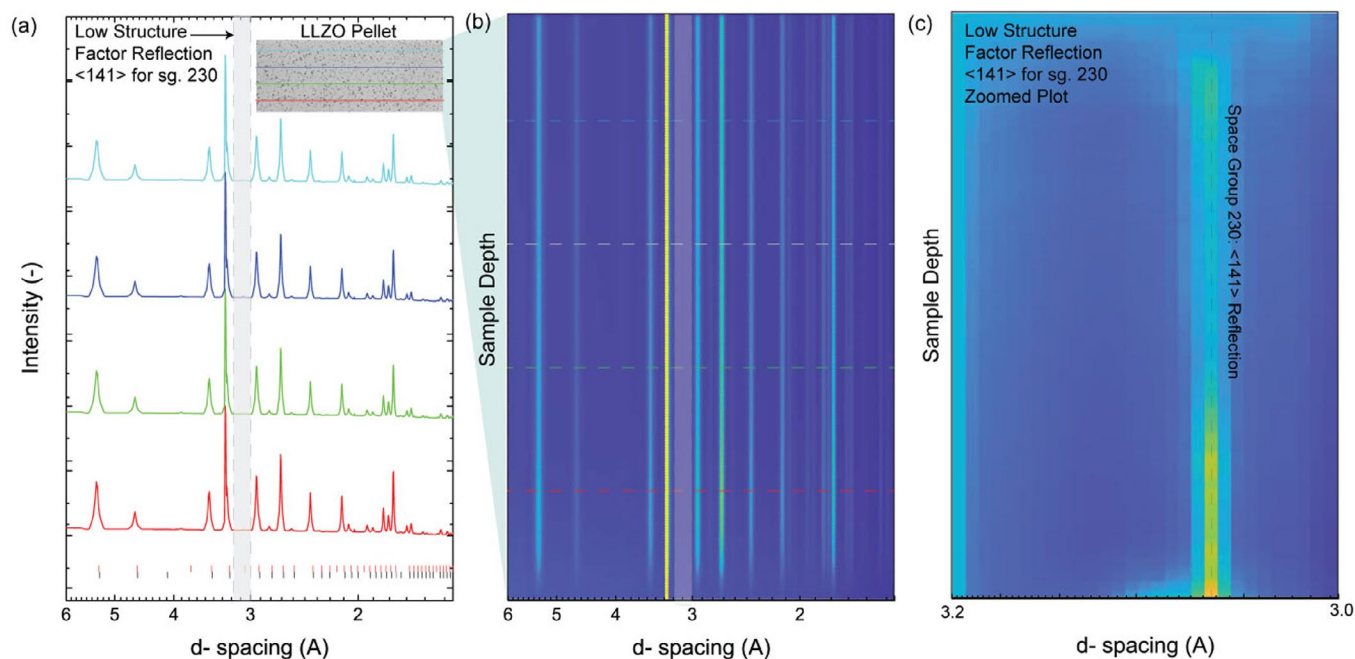 (a)
Low Structure
Factor Reflection
<141> for sg. 230
LLZO Pellet
Intensity (-)
6 5 4 3 2
d- spacing (A)
(b)
Sample Depth
6 5 4 3 2
d- spacing (A)
(c)
Low Structure
Factor Reflection
<141> for sg. 230
Zoomed Plot
Space Group 230: <141> Reflection
Sample Depth
3.2 3.0
d- spacing (A)